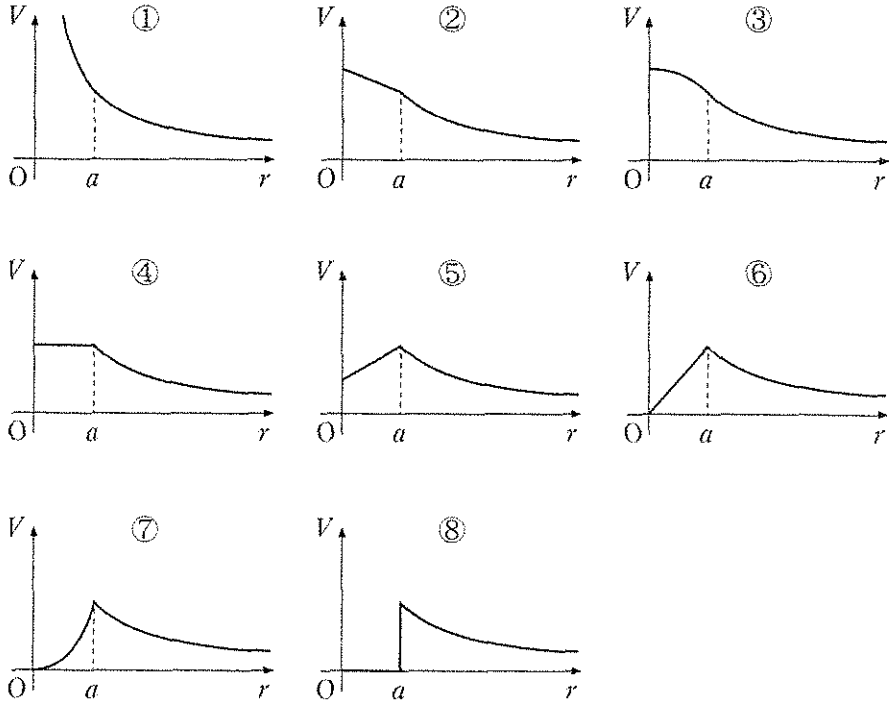 V ① V ② V ③
O a r O a r O a r
V ④ V ⑤ V ⑥
O a r O a r O a r
V ⑦ V ⑧
O a r O a r